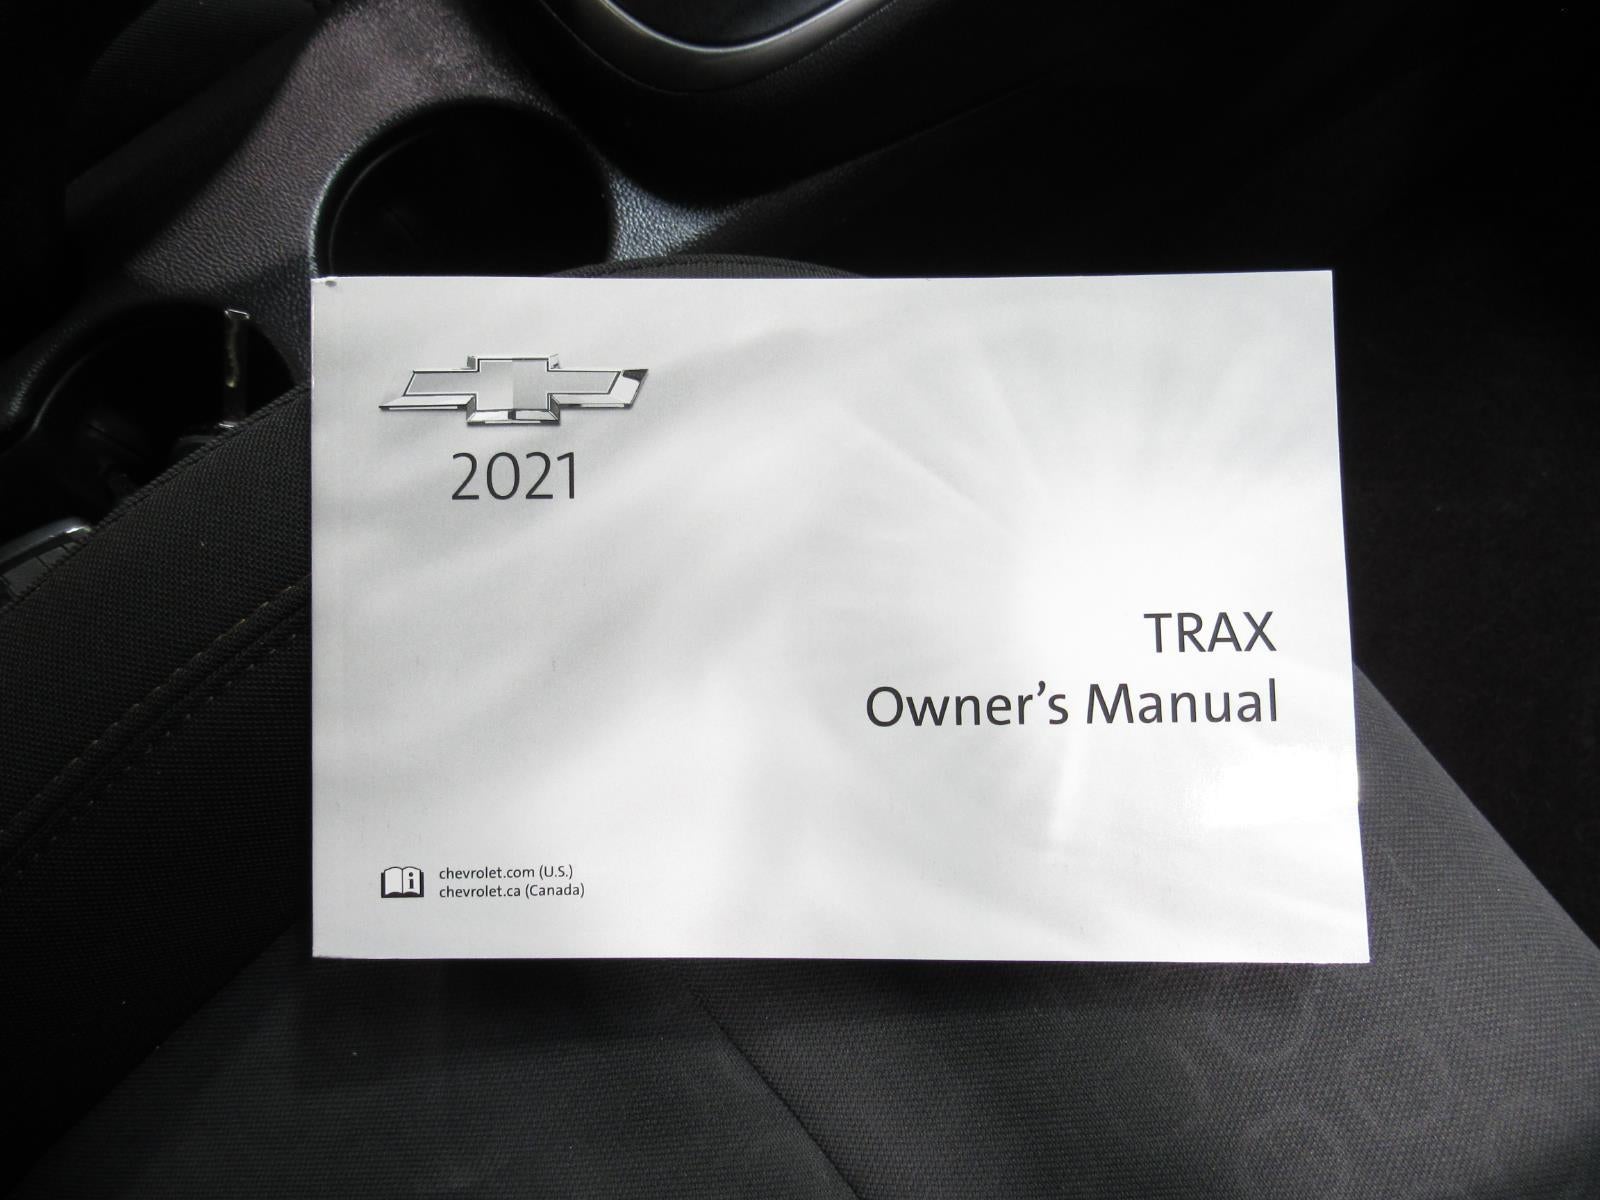 2021
TRAX
Owner's Manual
chevrolet.com (U.S.)
chevrolet.ca (Canada)